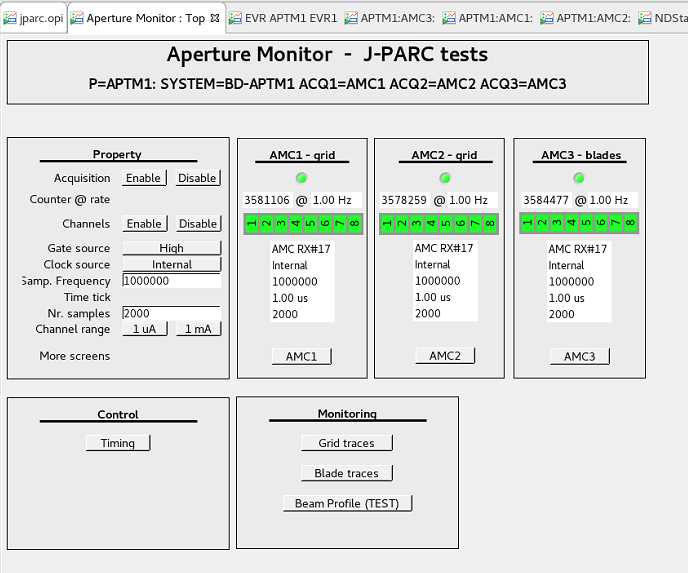 jparc.opi
Aperture Monitor : Top
EVR APTM1 EVR1
APTM1:AMC3:
APTM1:AMC1:
APTM1:AMC2:
NDSta
Aperture Monitor - J-PARC tests
P=APTM1: SYSTEM=BD-APTM1 ACQ1=AMC1 ACQ2=AMC2 ACQ3=AMC3
Property
Acquisition Enable Disable
Counter @ rate
Channels Enable Disable
Gate source High
Clock source Internal
Samp. Frequency 1000000
Time tick
Nr. samples 2000
Channel range 1 uA 1 mA
More screens
AMC1 - grid
3581106 @ 1.00 Hz
1 2 3 4 5 6 7 8
AMC RX#17
Internal
1000000
1.00 us
2000
AMC1
AMC2 - grid
3578259 @ 1.00 Hz
1 2 3 4 5 6 7 8
AMC RX#17
Internal
1000000
1.00 us
2000
AMC2
AMC3 - blades
3584477 @ 1.00 Hz
1 2 3 4 5 6 7 8
AMC RX#17
Internal
1000000
1.00 us
2000
AMC3
Control
Timing
Monitoring
Grid traces
Blade traces
Beam Profile (TEST)